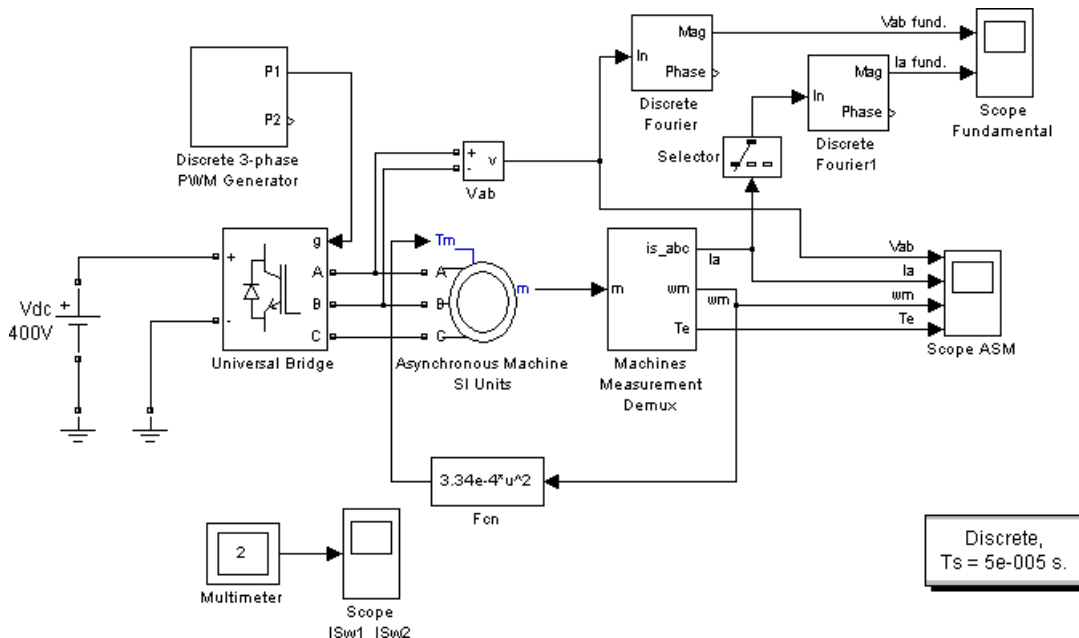 Vab fund.
Mag
In
Phase
Discrete
Fourier
Ia fund.
Mag
In
Phase
Discrete
Fourier1
Scope
Fundamental
P1
P2
Discrete 3-phase
PWM Generator
+
-
v
Vab
Selector
g
+
-
A
B
C
Universal Bridge
Vdc +
400V
Tm
A
B
C
m
Asynchronous Machine
SI Units
m
is_abc
Ia
wm
wm
Te
Machines
Measurement
Demux
Vab
Ia
wm
Te
Scope ASM
3.34e-4*u^2
Fcn
2
Multimeter
Scope
ISw1 ISw2
Discrete,
Ts = 5e-005 s.